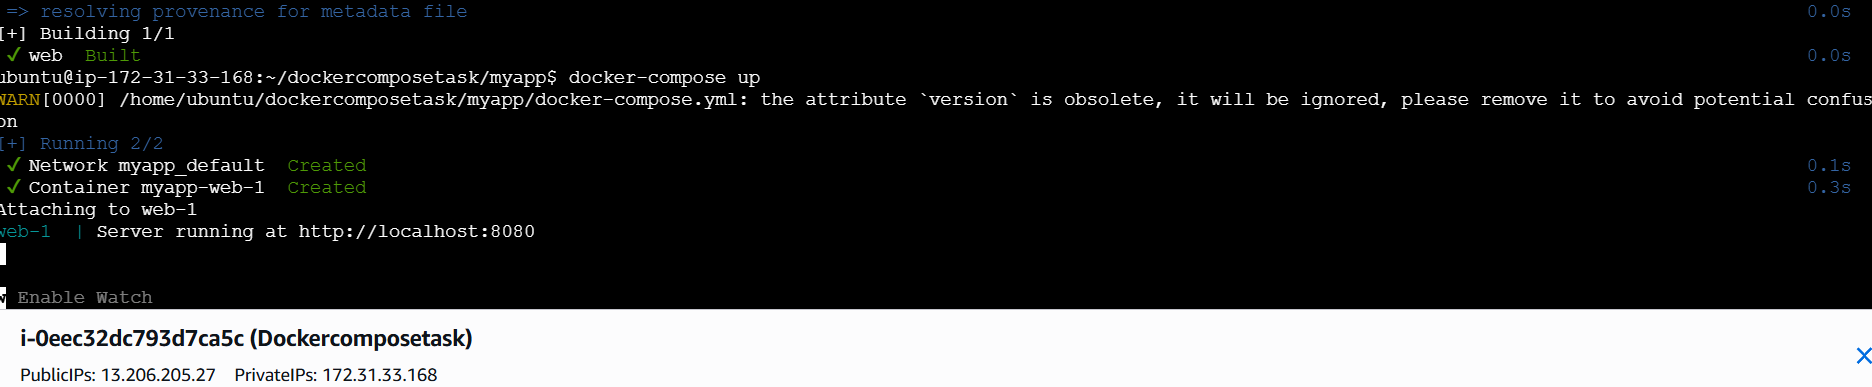 => resolving provenance for metadata file 0.0s
[+] Building 1/1
✓ web Built 0.0s
ubuntu@ip-172-31-33-168:~/dockercomposetask/myapp$ docker-compose up
WARN[0000] /home/ubuntu/dockercomposetask/myapp/docker-compose.yml: the attribute `version` is obsolete, it will be ignored, please remove it to avoid potential confus
on
[+] Running 2/2
✓ Network myapp_default Created 0.1s
✓ Container myapp-web-1 Created 0.3s
Attaching to web-1
web-1 | Server running at http://localhost:8080
w Enable Watch
i-0eec32dc793d7ca5c (Dockercomposetask)
PublicIPs: 13.206.205.27 PrivateIPs: 172.31.33.168